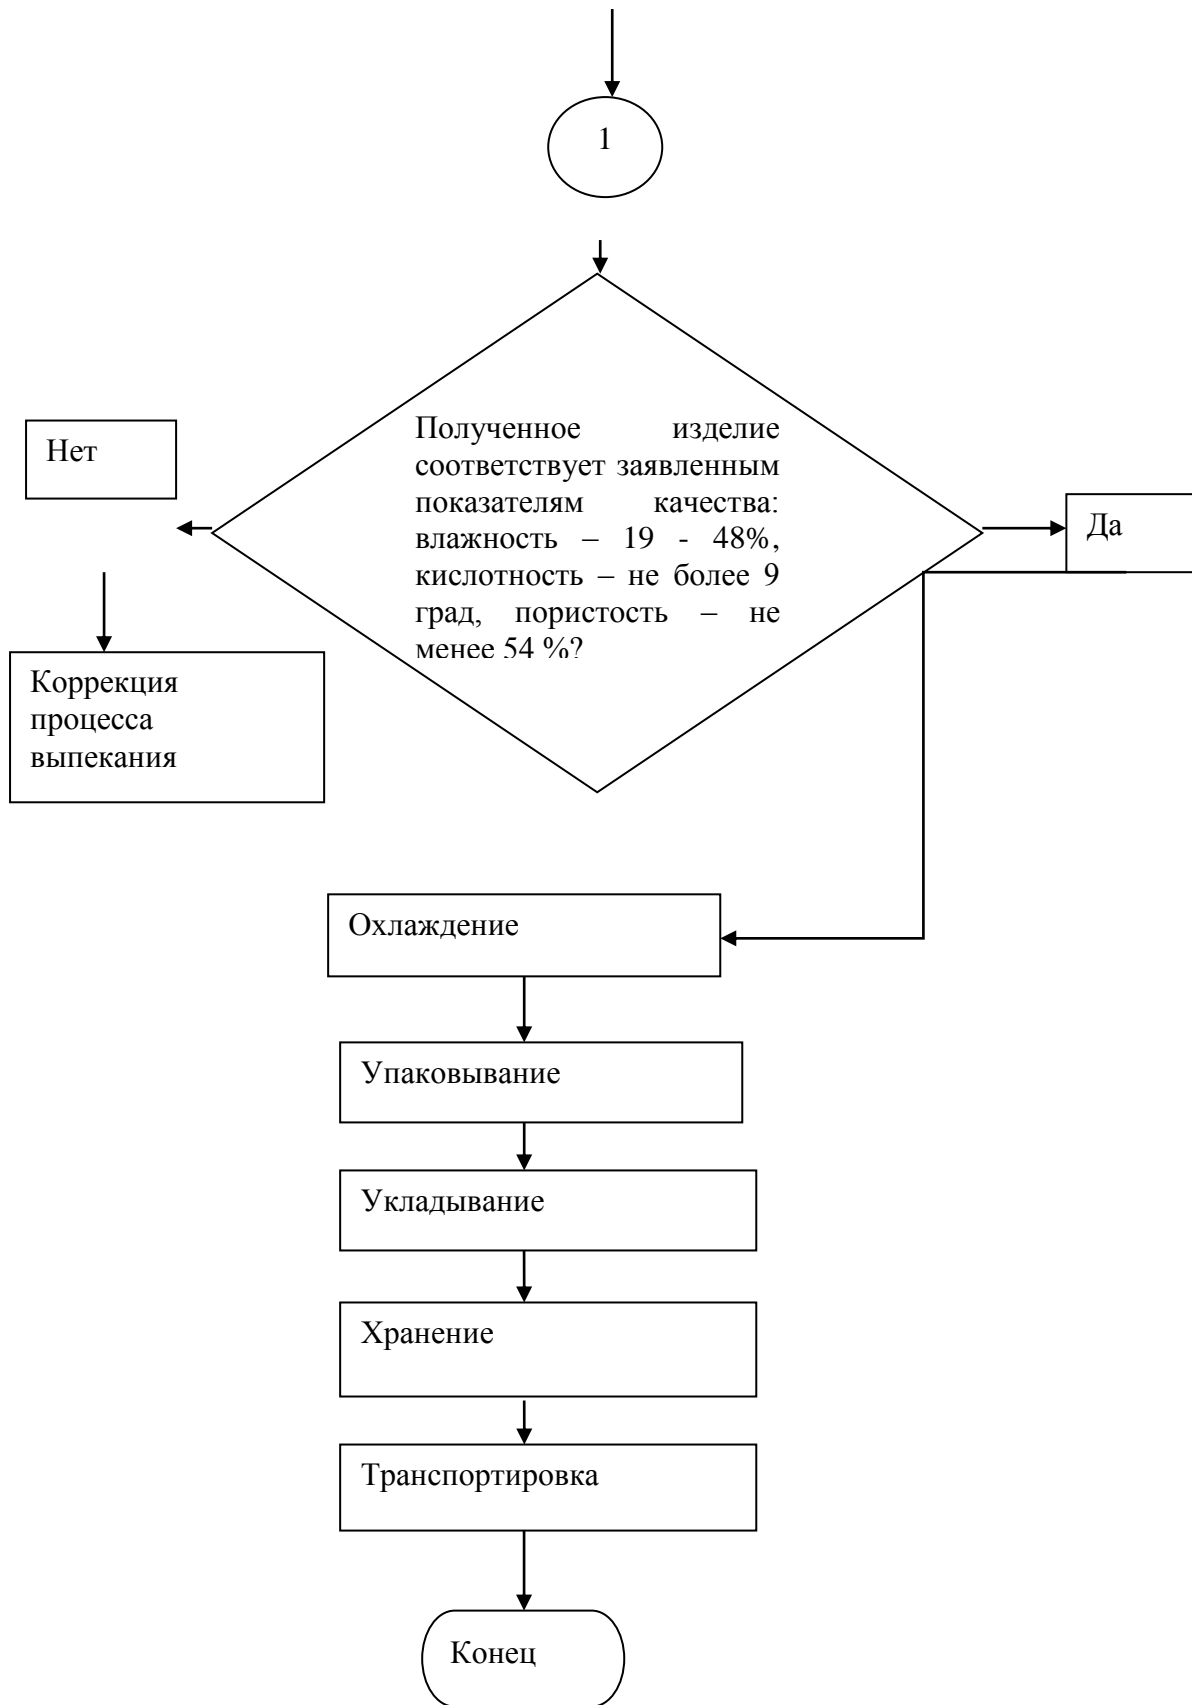 1
Полученное изделие
соответствует заявленным
показателям качества:
влажность – 19 - 48%,
кислотность – не более 9
град, пористость – не
менее 54 %?
Нет
Да
Коррекция
процесса
выпекания
Охлаждение
Упаковывание
Укладывание
Хранение
Транспортировка
Конец